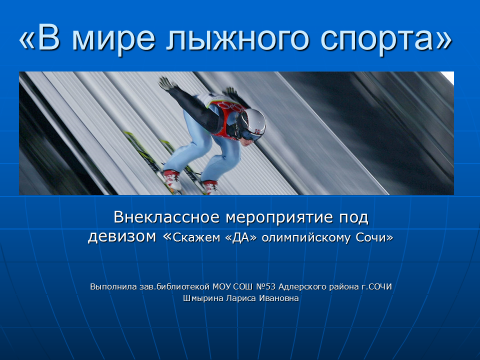 «В мире лыжного спорта»
Внеклассное мероприятие под
девизом «Скажем «ДА» олимпийскому Сочи»
Выполнила зав.библиотекой МОУ СОШ №53 Адлерского района г.СОЧИ
Шмырина Лариса Ивановна